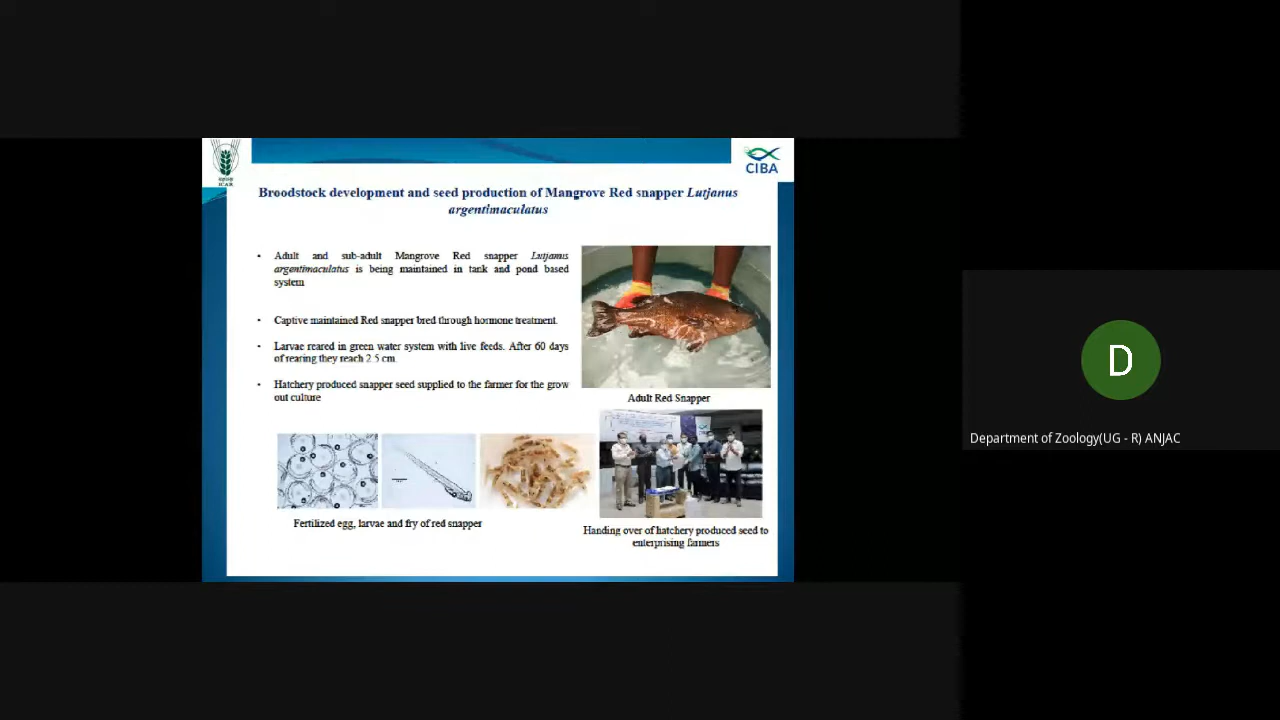 ICAR
CIBA
Broodstock development and seed production of Mangrove Red snapper Lutjanus
argentimaculatus
• Adult and sub-adult Mangrove Red snapper Lutjanus
argentimaculatus is being maintained in tank and pond based
system
• Captive maintained Red snapper bred through hormone treatment.
• Larvae reared in green water system with live feeds. After 60 days
of rearing they reach 2.5 cm.
• Hatchery produced snapper seed supplied to the farmer for the grow
out culture
Adult Red Snapper
Fertilized egg, larvae and fry of red snapper
Handing over of hatchery produced seed to
enterprising farmers
D
Department of Zoology(UG - R) ANJAC